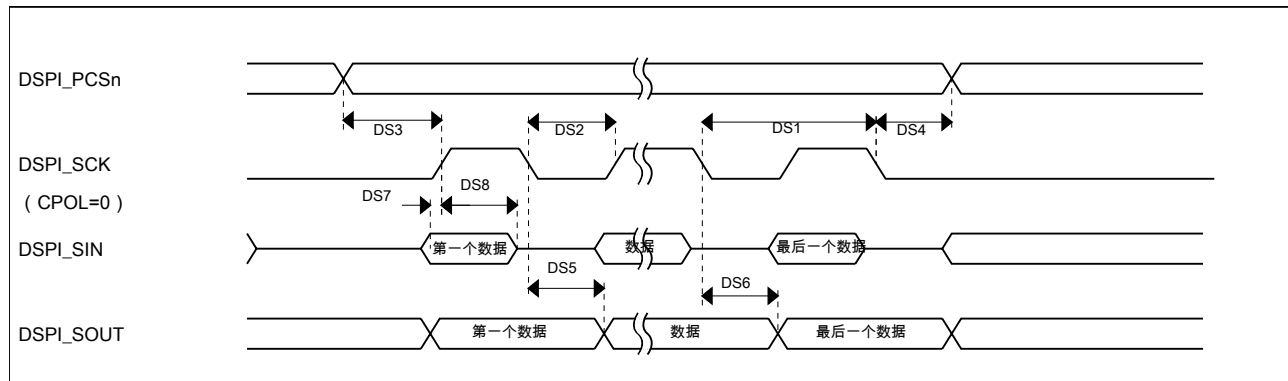 DSPI_PCSn
DS3
DS2
DS1
DS4
DSPI_SCK
( CPOL=0 )
DS7
DS8
DSPI_SIN
第一个数据
数据
最后一个数据
DS5
DS6
DSPI_SOUT
第一个数据
数据
最后一个数据